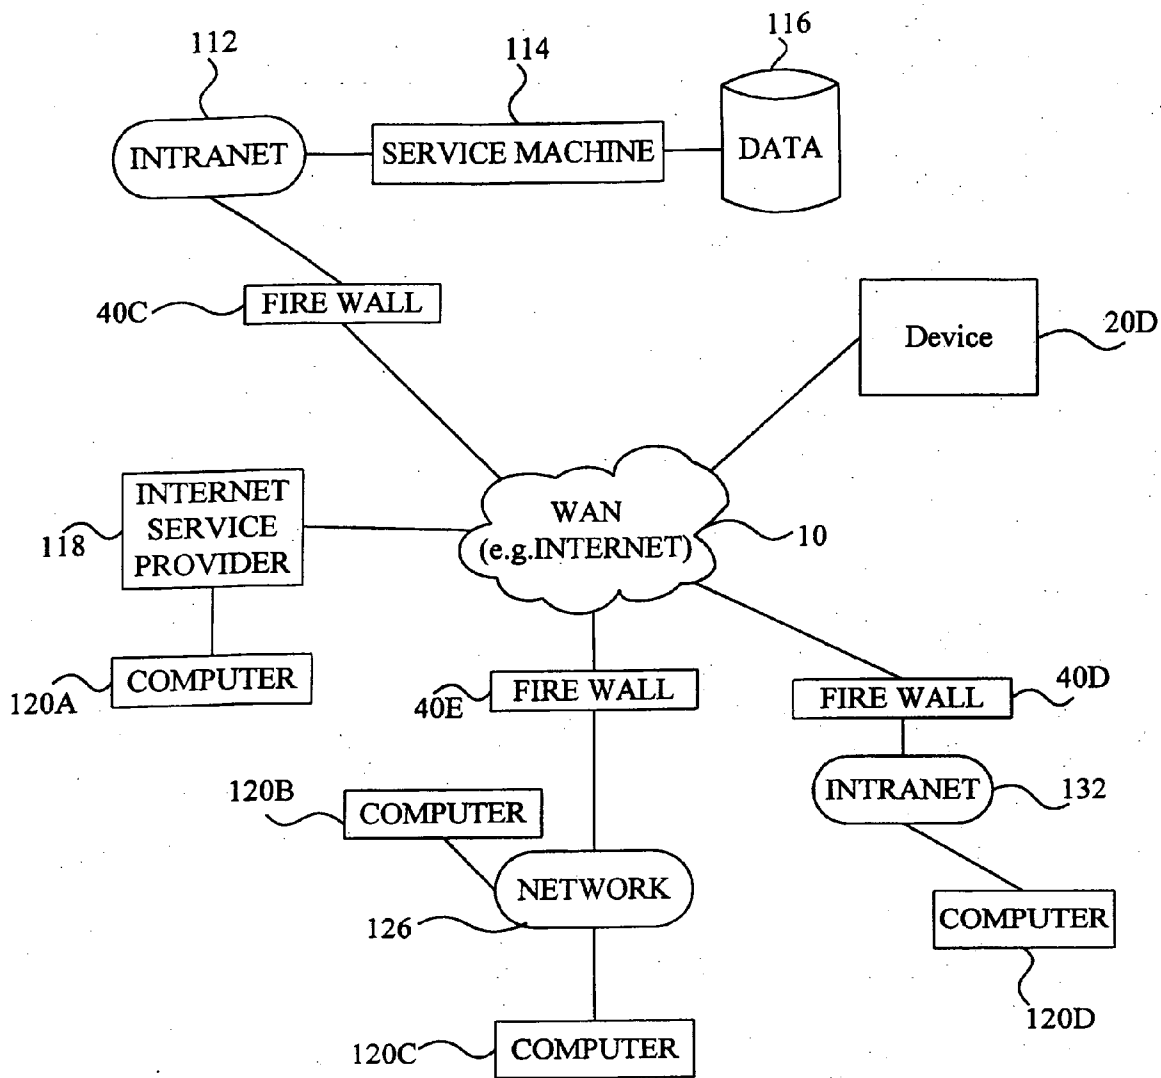 112
114
116
INTRANET
SERVICE MACHINE
DATA
40C
FIRE WALL
Device
20D
INTERNET
SERVICE
PROVIDER
118
WAN
(e.g.INTERNET)
10
COMPUTER
120A
FIRE WALL
40E
FIRE WALL
40D
120B
COMPUTER
INTRANET
132
NETWORK
126
COMPUTER
120D
120C
COMPUTER